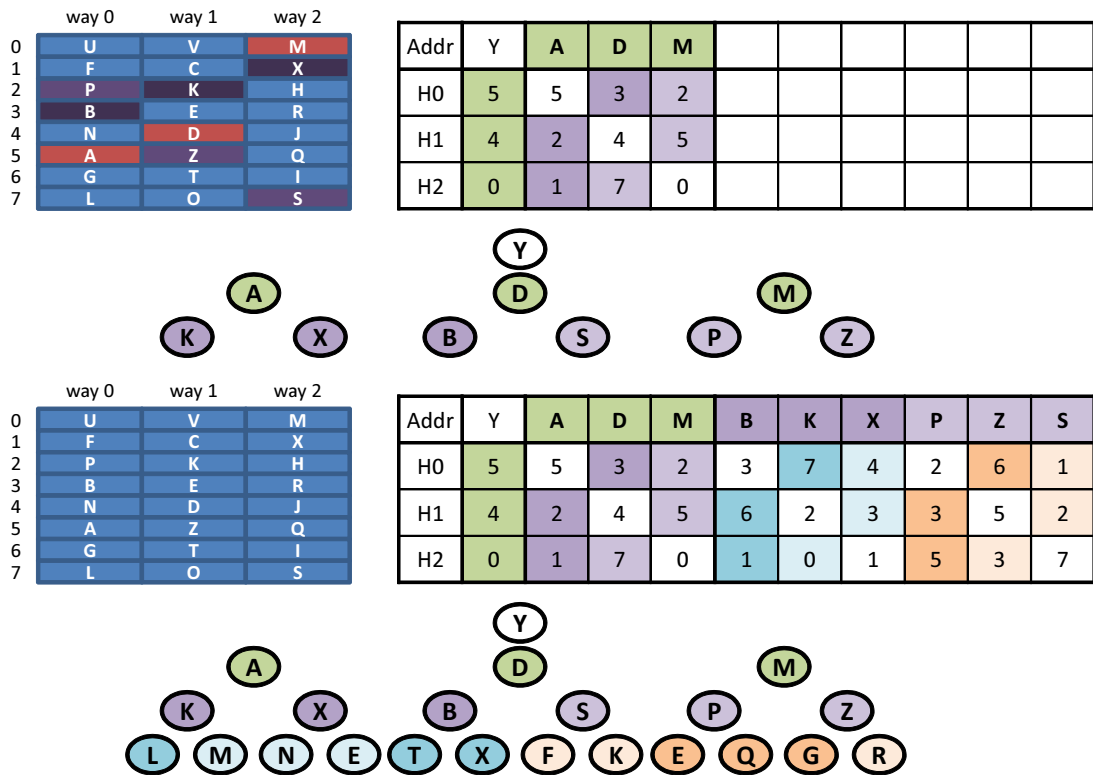 way 0 way 1 way 2
0 U V M
1 F C X
2 P K H
3 B E R
4 N D J
5 A Z Q
6 G T I
7 L O S
Addr Y A D M
H0 5 5 3 2
H1 4 2 4 5
H2 0 1 7 0
Y
A D M
K X B S P Z
way 0 way 1 way 2
0 U V M
1 F C X
2 P K H
3 B E R
4 N D J
5 A Z Q
6 G T I
7 L O S
Addr Y A D M B K X P Z S
H0 5 5 3 2 3 7 4 2 6 1
H1 4 2 4 5 6 2 3 3 5 2
H2 0 1 7 0 1 0 1 5 3 7
Y
A D M
K X B S P Z
L M N E T X F K E Q G R